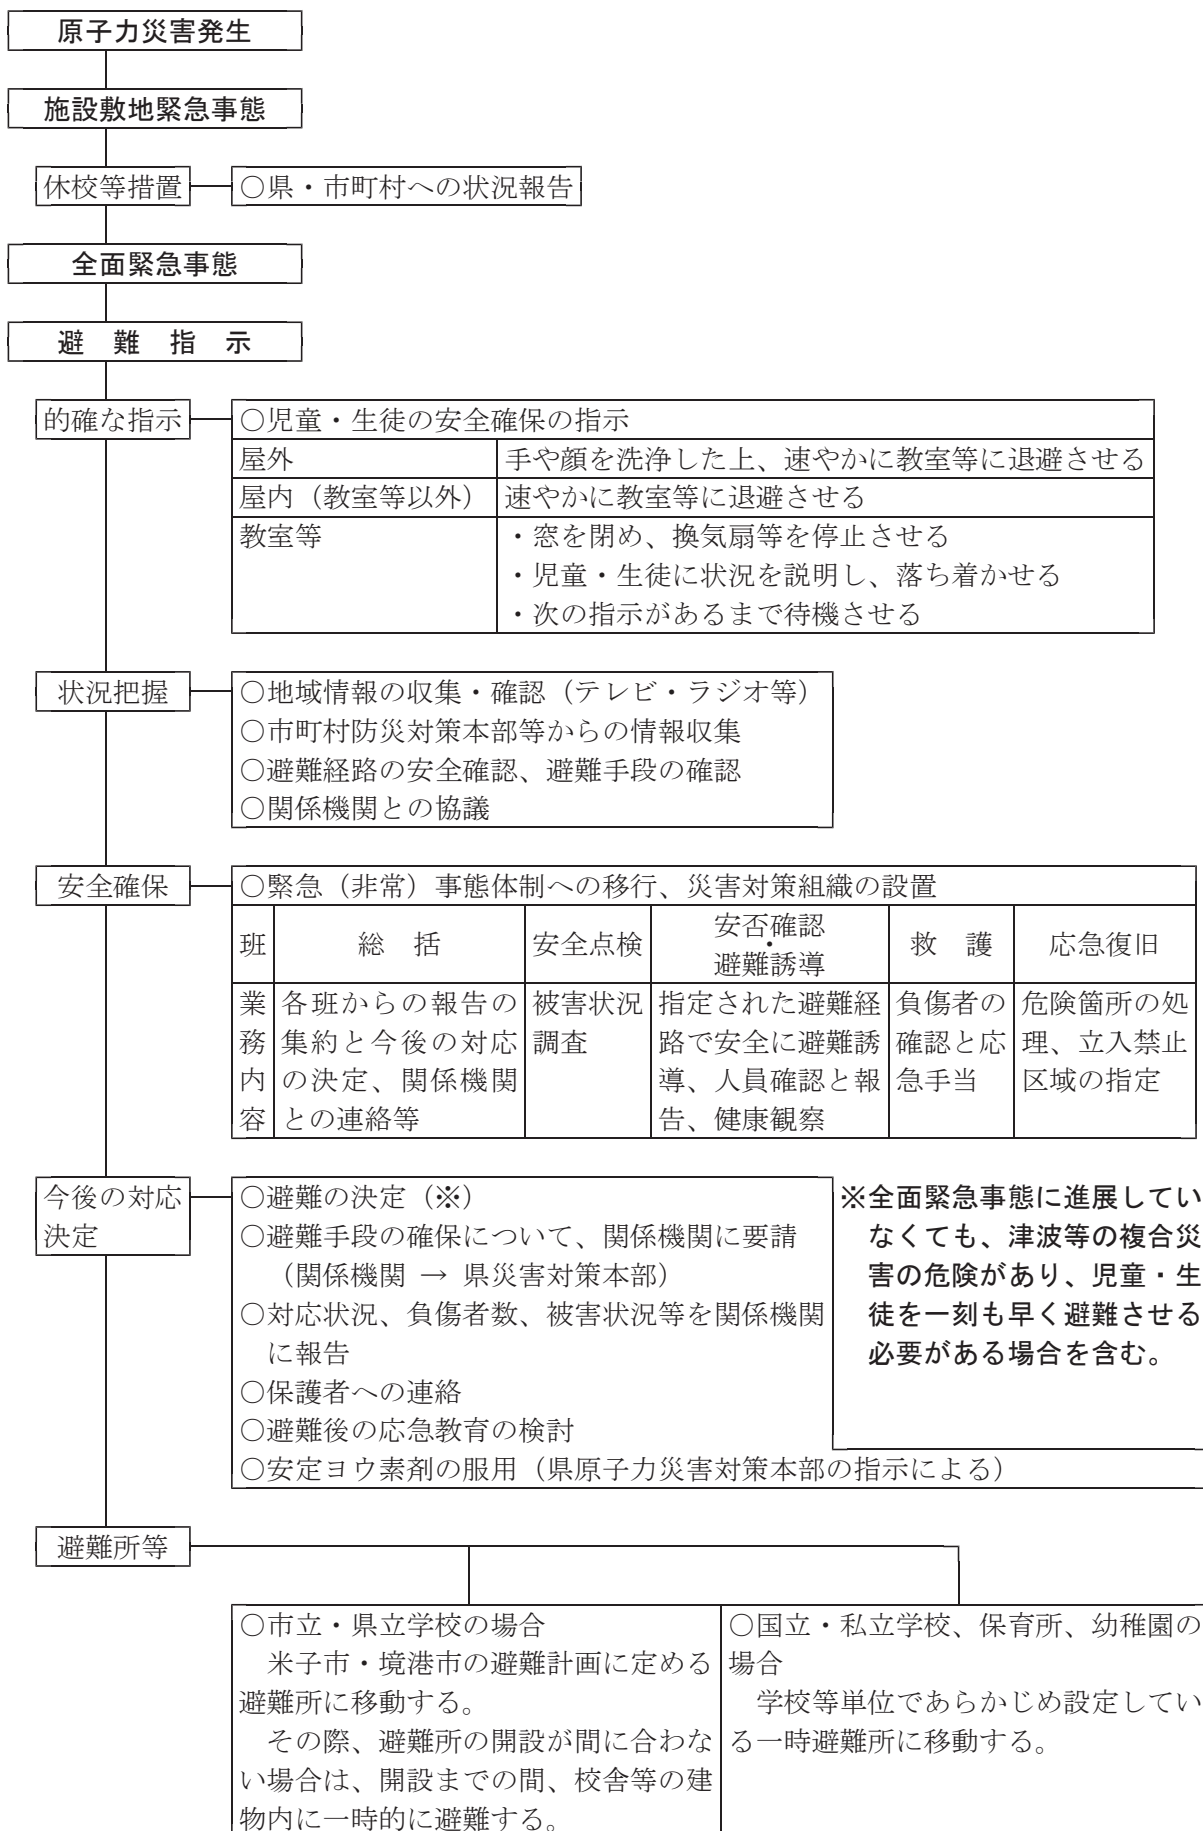 原子力災害発生
施設敷地緊急事態
休校等措置
○県・市町村への状況報告
全面緊急事態
避　難　指　示
的確な指示
○児童・生徒の安全確保の指示
屋外　手や顔を洗浄した上、速やかに教室等に退避させる
屋内（教室等以外）　速やかに教室等に退避させる
教室等　・窓を閉め、換気扇等を停止させる
・児童・生徒に状況を説明し、落ち着かせる
・次の指示があるまで待機させる
状況把握
○地域情報の収集・確認（テレビ・ラジオ等）
○市町村防災対策本部等からの情報収集
○避難経路の安全確認、避難手段の確認
○関係機関との協議
安全確保
○緊急（非常）事態体制への移行、災害対策組織の設置
班
総　括
安全点検
安否確認
・
避難誘導
救　護
応急復旧
業
務
内
容
各班からの報告の
集約と今後の対応
の決定、関係機関
との連絡等
被害状況
調査
指定された避難経
路で安全に避難誘
導、人員確認と報
告、健康観察
負傷者の
確認と応
急手当
危険箇所の処
理、立入禁止
区域の指定
今後の対応
決定
○避難の決定（※）
○避難手段の確保について、関係機関に要請
（関係機関 → 県災害対策本部）
○対応状況、負傷者数、被害状況等を関係機関
に報告
○保護者への連絡
○避難後の応急教育の検討
○安定ヨウ素剤の服用（県原子力災害対策本部の指示による）
※全面緊急事態に進展してい
なくても、津波等の複合災
害の危険があり、児童・生
徒を一刻も早く避難させる
必要がある場合を含む。
避難所等
○市立・県立学校の場合
米子市・境港市の避難計画に定める
避難所に移動する。
その際、避難所の開設が間に合わな
い場合は、開設までの間、校舎等の建
物内に一時的に避難する。
○国立・私立学校、保育所、幼稚園の
場合
学校等単位であらかじめ設定してい
る一時避難所に移動する。